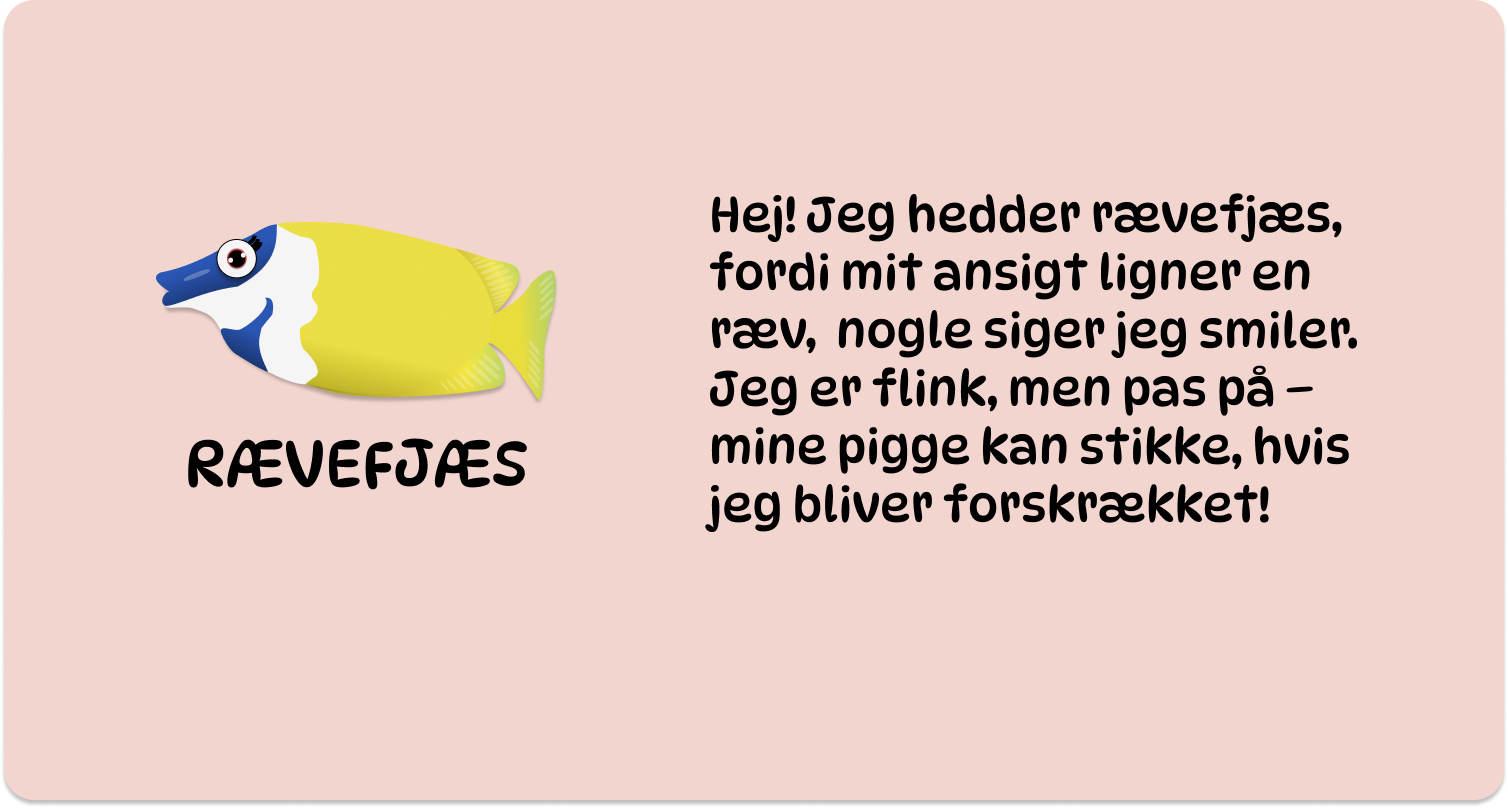 RÆVEFJÆS
Hej! Jeg hedder rævefjæs,
fordi mit ansigt ligner en
ræv,  nogle siger jeg smiler.
Jeg er flink, men pas på –
mine pigge kan stikke, hvis
jeg bliver forskrækket!